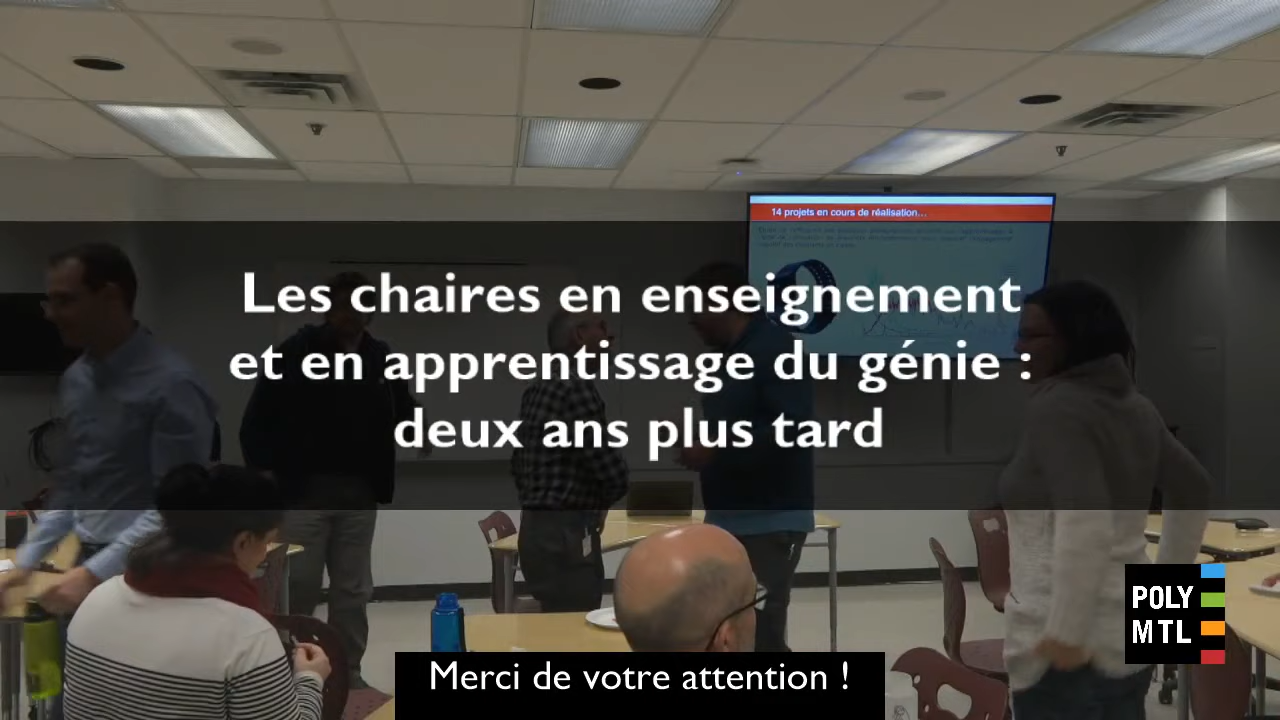 14 projets en cours de réalisation...
Les chaires en enseignement
et en apprentissage du génie :
deux ans plus tard
POLY
MTL
Merci de votre attention !